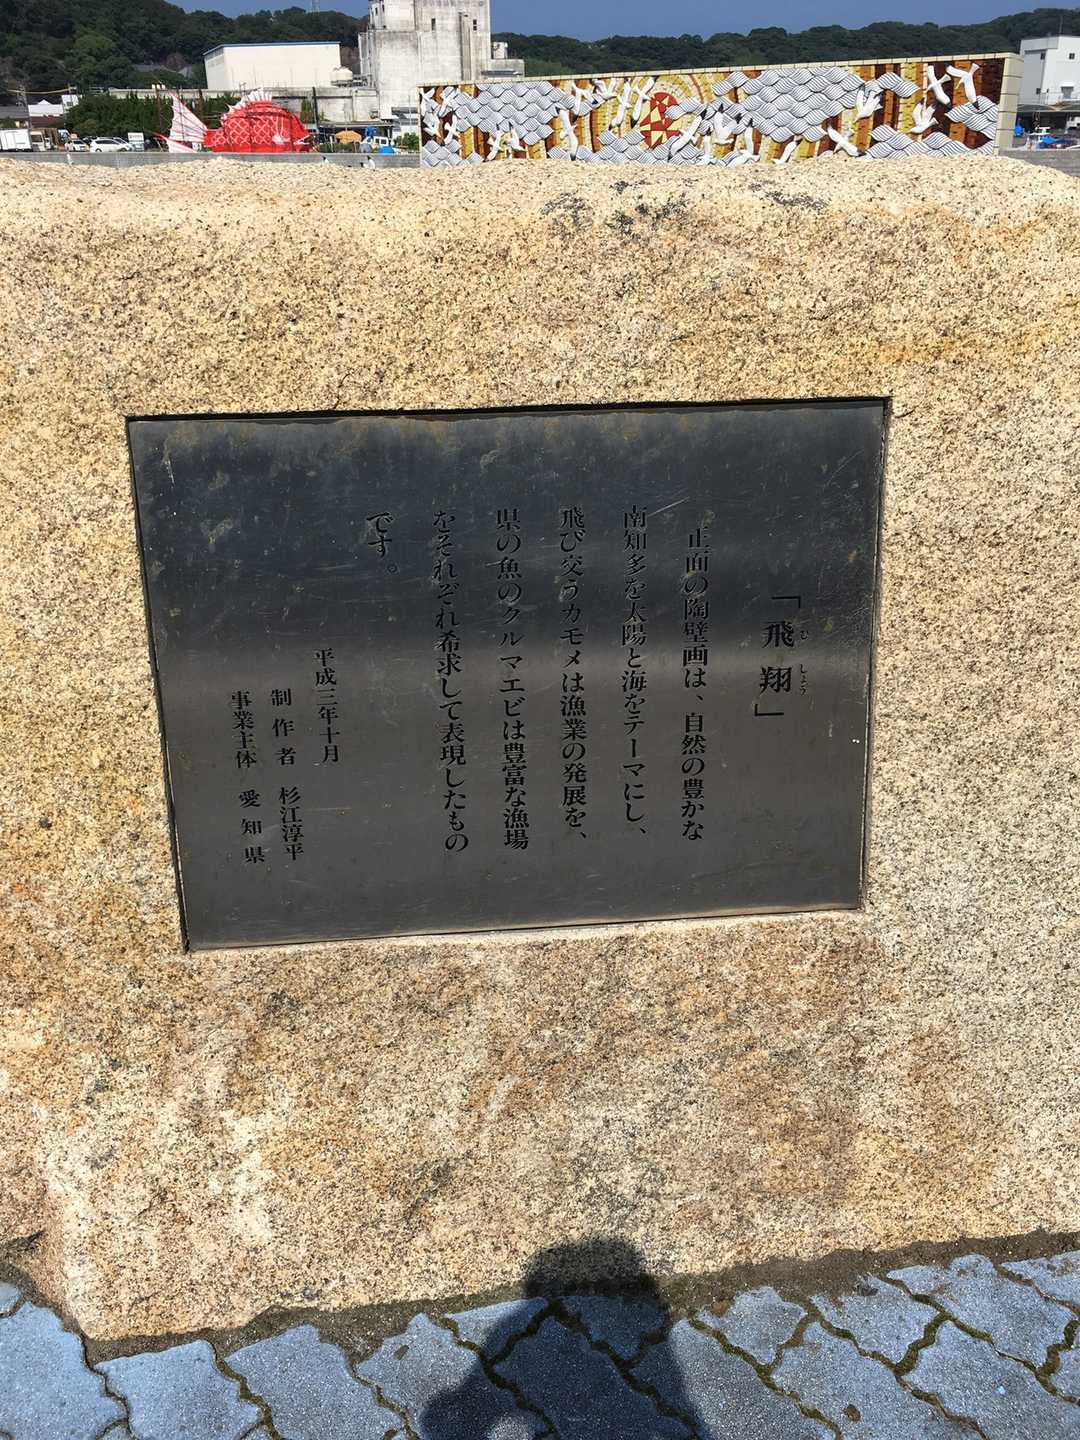 「飛翔」
ひしょう
正面の陶壁画は、自然の豊かな
南知多を太陽と海をテーマにし、
飛び交うカモメは漁業の発展を、
県の魚のクルマエビは豊富な漁場
をそれぞれ希求して表現したもの
です。
平成三年十月
制作者 杉江淳平
事業主体 愛知県